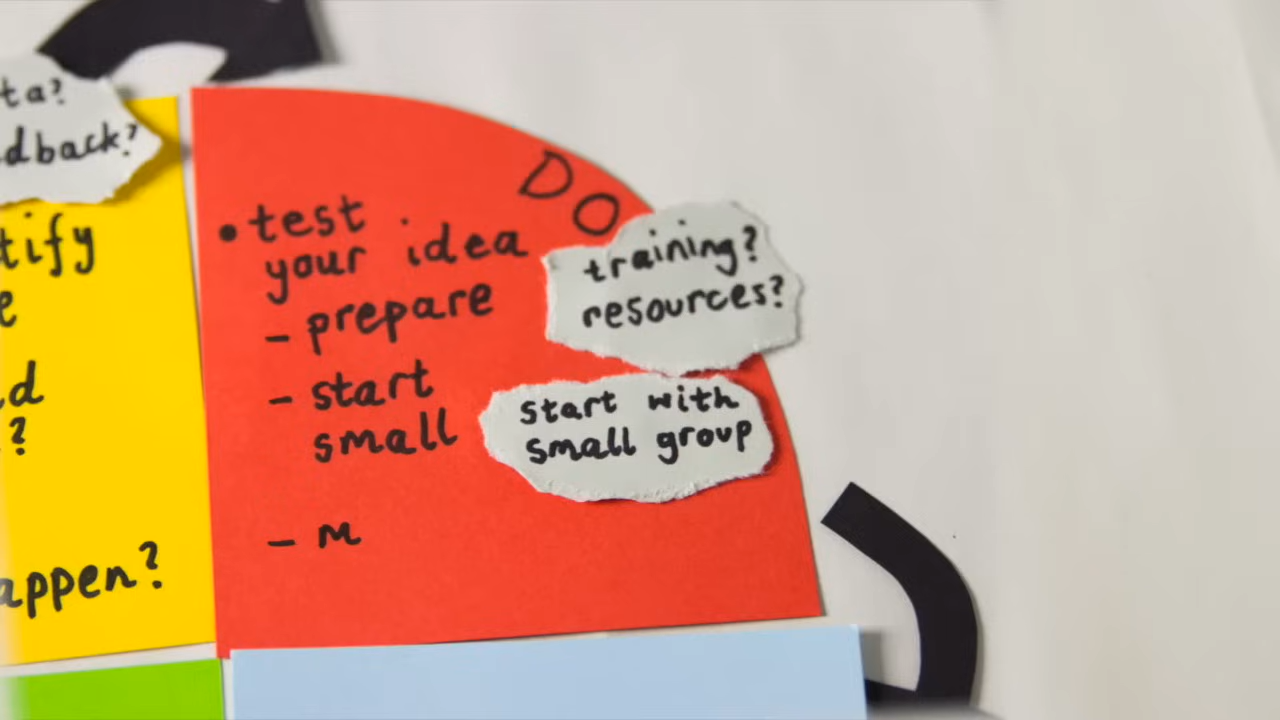 ta?
dback?
tify
e
d
?
appen?
DO
• test
your idea
- prepare
- start
small
- m
training?
resources?
start with
small group